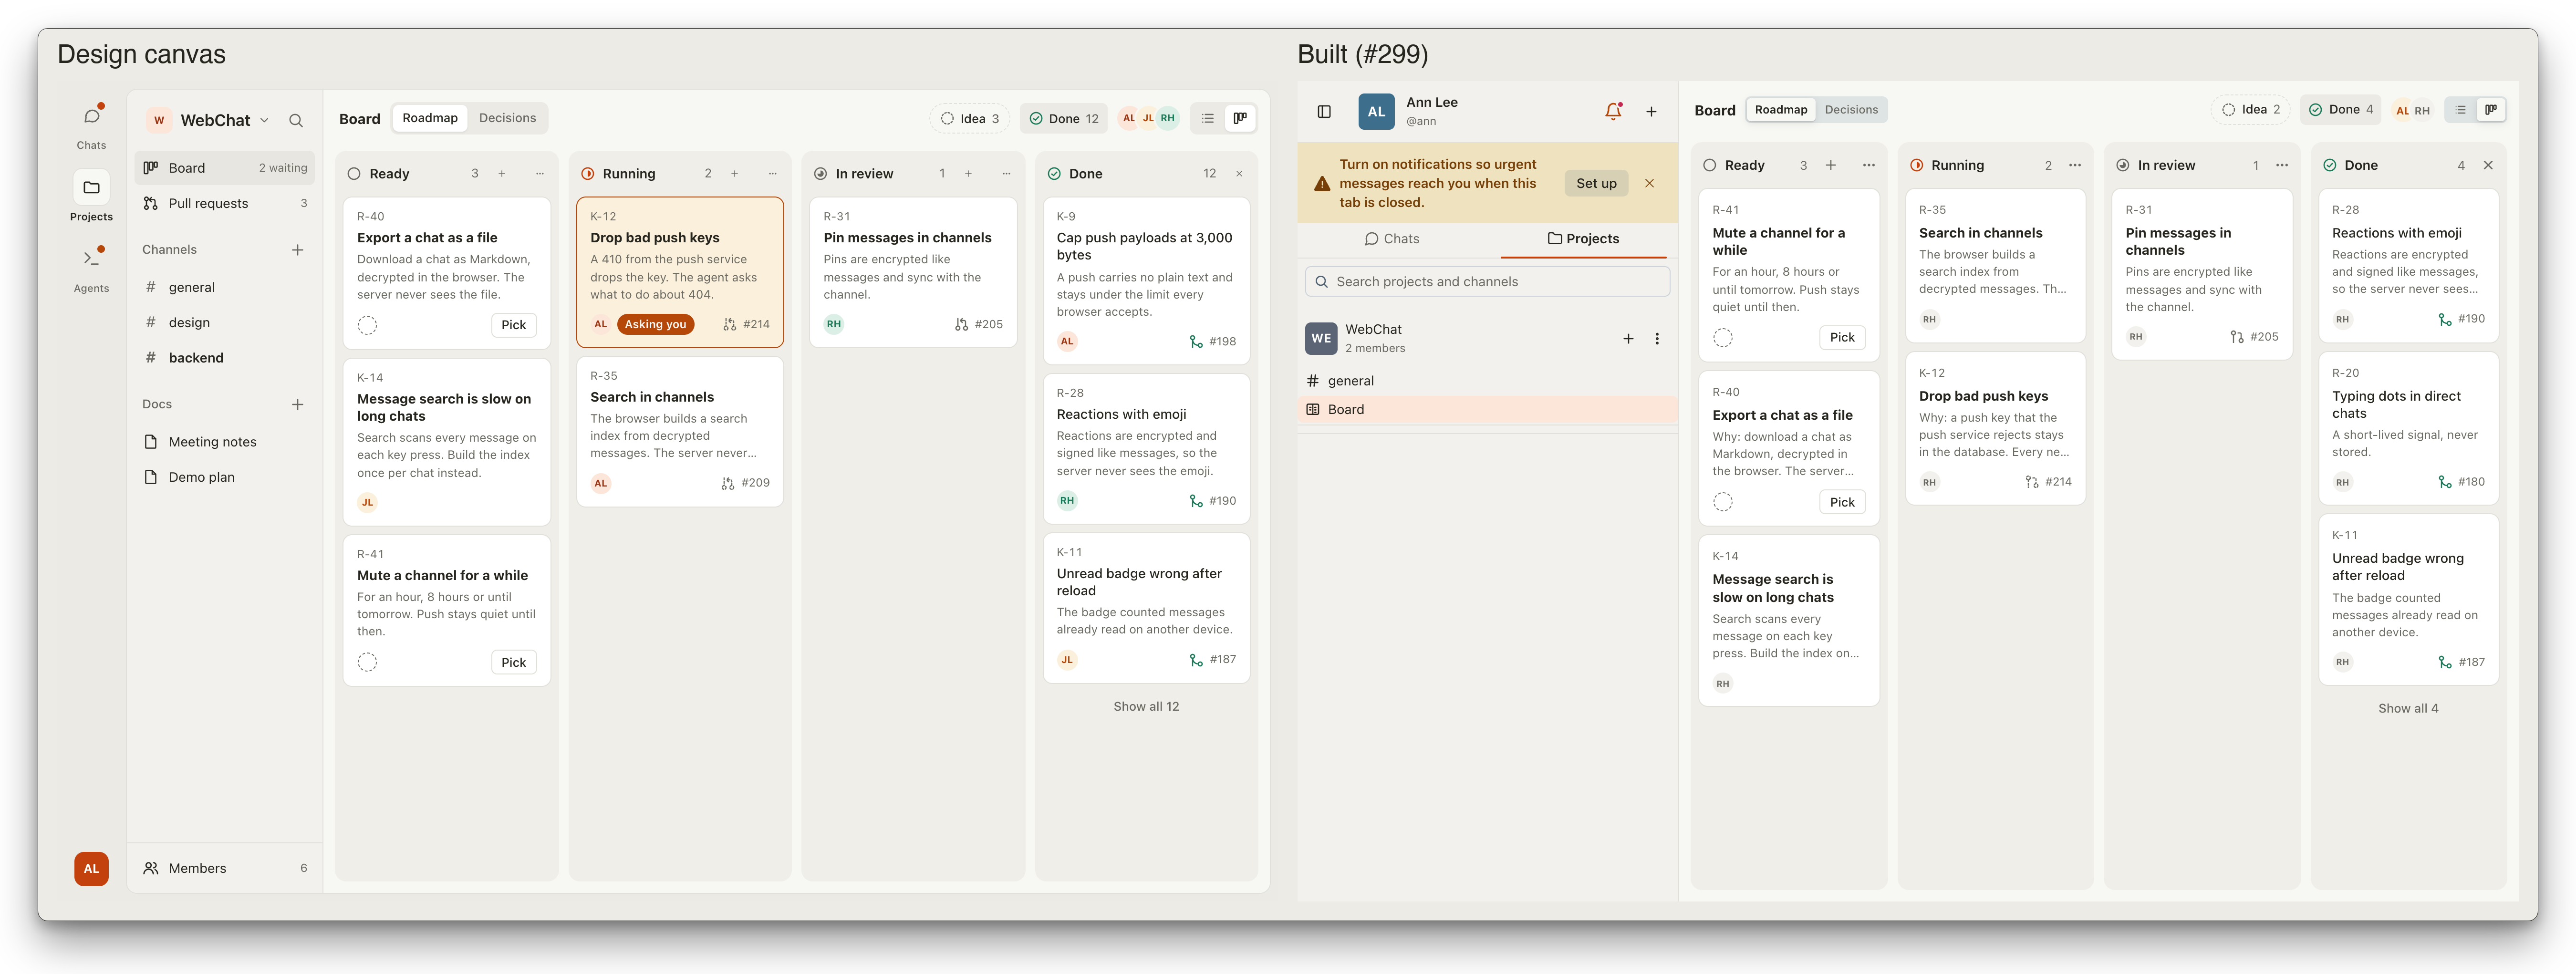 Design canvas
Chats
Projects
Agents
AL
W WebChat
Board 2 waiting
Pull requests 3
Channels
# general
# design
# backend
Docs
Meeting notes
Demo plan
Members 6
Board Roadmap Decisions
Idea 3
Done 12
AL JL RH
Ready 3
R-40
Export a chat as a file
Download a chat as Markdown,
decrypted in the browser. The
server never sees the file.
Pick
K-14
Message search is slow on
long chats
Search scans every message on
each key press. Build the index
once per chat instead.
JL
R-41
Mute a channel for a while
For an hour, 8 hours or until
tomorrow. Push stays quiet until
then.
Pick
Running 2
K-12
Drop bad push keys
A 410 from the push service
drops the key. The agent asks
what to do about 404.
AL Asking you #214
R-35
Search in channels
The browser builds a search
index from decrypted
messages. The server never...
AL #209
In review 1
R-31
Pin messages in channels
Pins are encrypted like
messages and sync with the
channel.
RH #205
Done 12
K-9
Cap push payloads at 3,000
bytes
A push carries no plain text and
stays under the limit every
browser accepts.
AL #198
R-28
Reactions with emoji
Reactions are encrypted and
signed like messages, so the
server never sees the emoji.
RH #190
K-11
Unread badge wrong after
reload
The badge counted messages
already read on another device.
JL #187
Show all 12
Built (#299)
AL Ann Lee
@ann
Turn on notifications so urgent
messages reach you when this
tab is closed.
Set up
Chats Projects
Search projects and channels
WE WebChat
2 members
# general
Board
Board Roadmap Decisions
Idea 2
Done 4
AL RH
Ready 3
R-41
Mute a channel for a
while
For an hour, 8 hours or
until tomorrow. Push stays
quiet until then.
Pick
R-40
Export a chat as a file
Why: download a chat as
Markdown, decrypted in
the browser. The server...
Pick
K-14
Message search is
slow on long chats
Search scans every
message on each key
press. Build the index on...
RH
Running 2
R-35
Search in channels
The browser builds a
search index from
decrypted messages. Th...
RH
K-12
Drop bad push keys
Why: a push key that the
push service rejects stays
in the database. Every ne...
RH #214
In review 1
R-31
Pin messages in
channels
Pins are encrypted like
messages and sync with
the channel.
RH #205
Done 4
R-28
Reactions with emoji
Reactions are encrypted
and signed like messages,
so the server never sees...
RH #190
R-20
Typing dots in direct
chats
A short-lived signal, never
stored.
RH #180
K-11
Unread badge wrong
after reload
The badge counted
messages already read on
another device.
RH #187
Show all 4